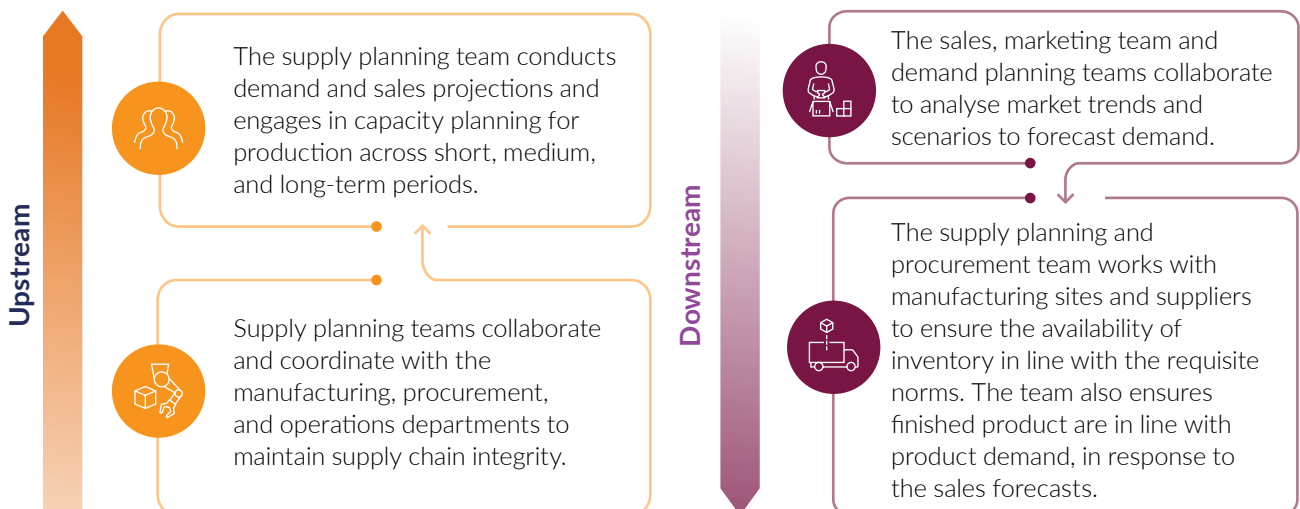 Upstream
The supply planning team conducts
demand and sales projections and
engages in capacity planning for
production across short, medium,
and long-term periods.
Supply planning teams collaborate
and coordinate with the
manufacturing, procurement,
and operations departments to
maintain supply chain integrity.
Downstream
The sales, marketing team and
demand planning teams collaborate
to analyse market trends and
scenarios to forecast demand.
The supply planning and
procurement team works with
manufacturing sites and suppliers
to ensure the availability of
inventory in line with the requisite
norms. The team also ensures
finished product are in line with
product demand, in response to
the sales forecasts.